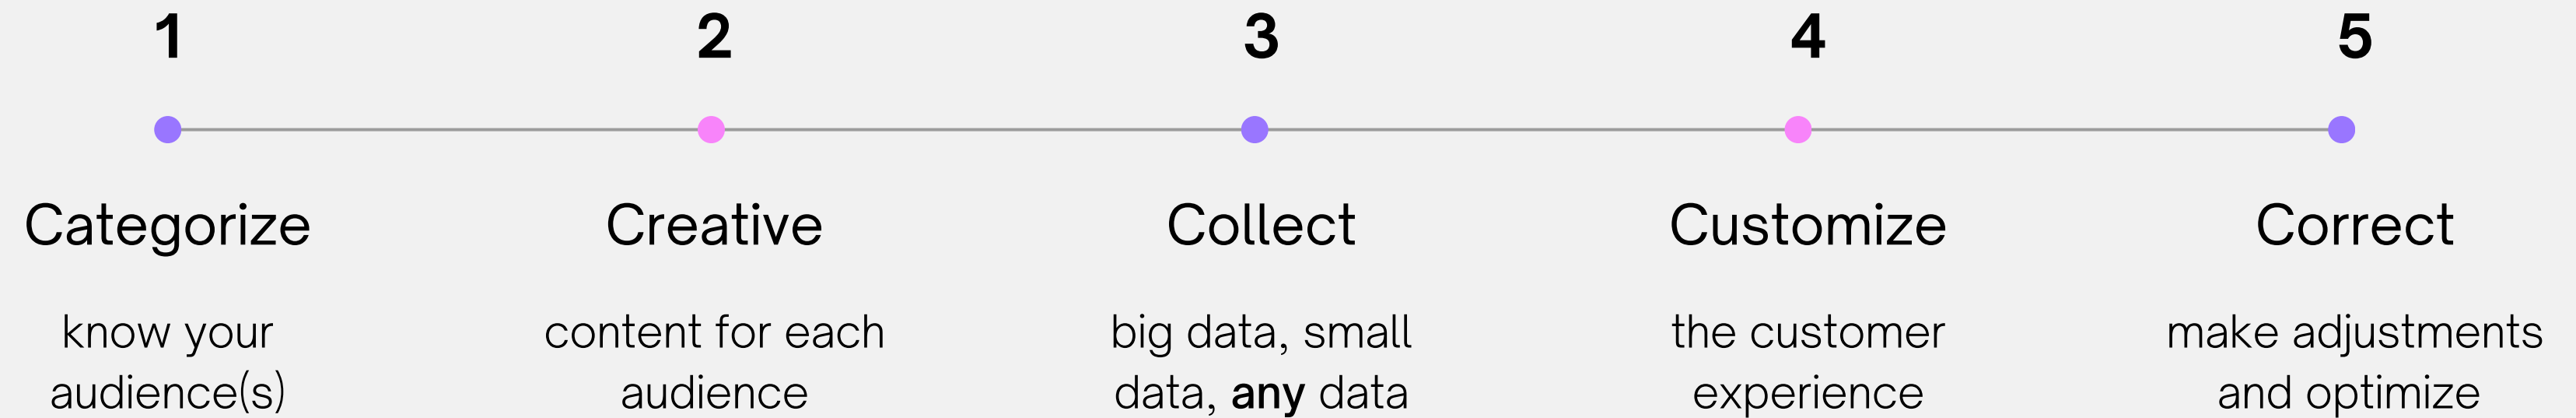 1
2
3
4
5
Categorize
Creative
Collect
Customize
Correct
know your
audience(s)
content for each
audience
big data, small
data, any data
the customer
experience
make adjustments
and optimize